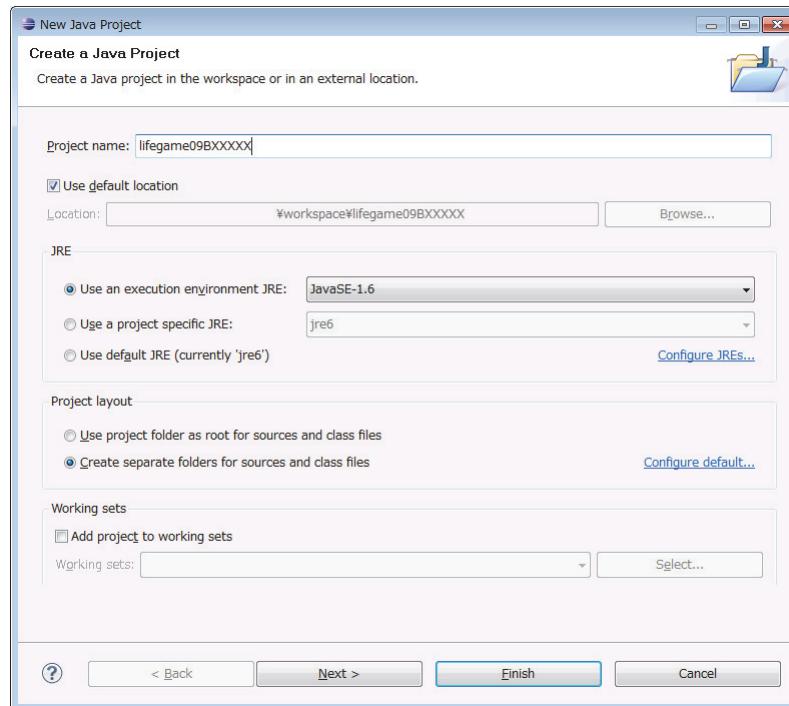 New Java Project
Create a Java Project
Create a Java project in the workspace or in an external location.
Project name: lifegame09BXXXXX
Use default location
Location: ¥workspace¥lifegame09BXXXXX Browse...
JRE
Use an execution environment JRE: JavaSE-1.6
Use a project specific JRE: jre6
Use default JRE (currently 'jre6') Configure JREs...
Project layout
Use project folder as root for sources and class files
Create separate folders for sources and class files Configure default...
Working sets
Add project to working sets
Working sets: Select...
? < Back Next > Finish Cancel